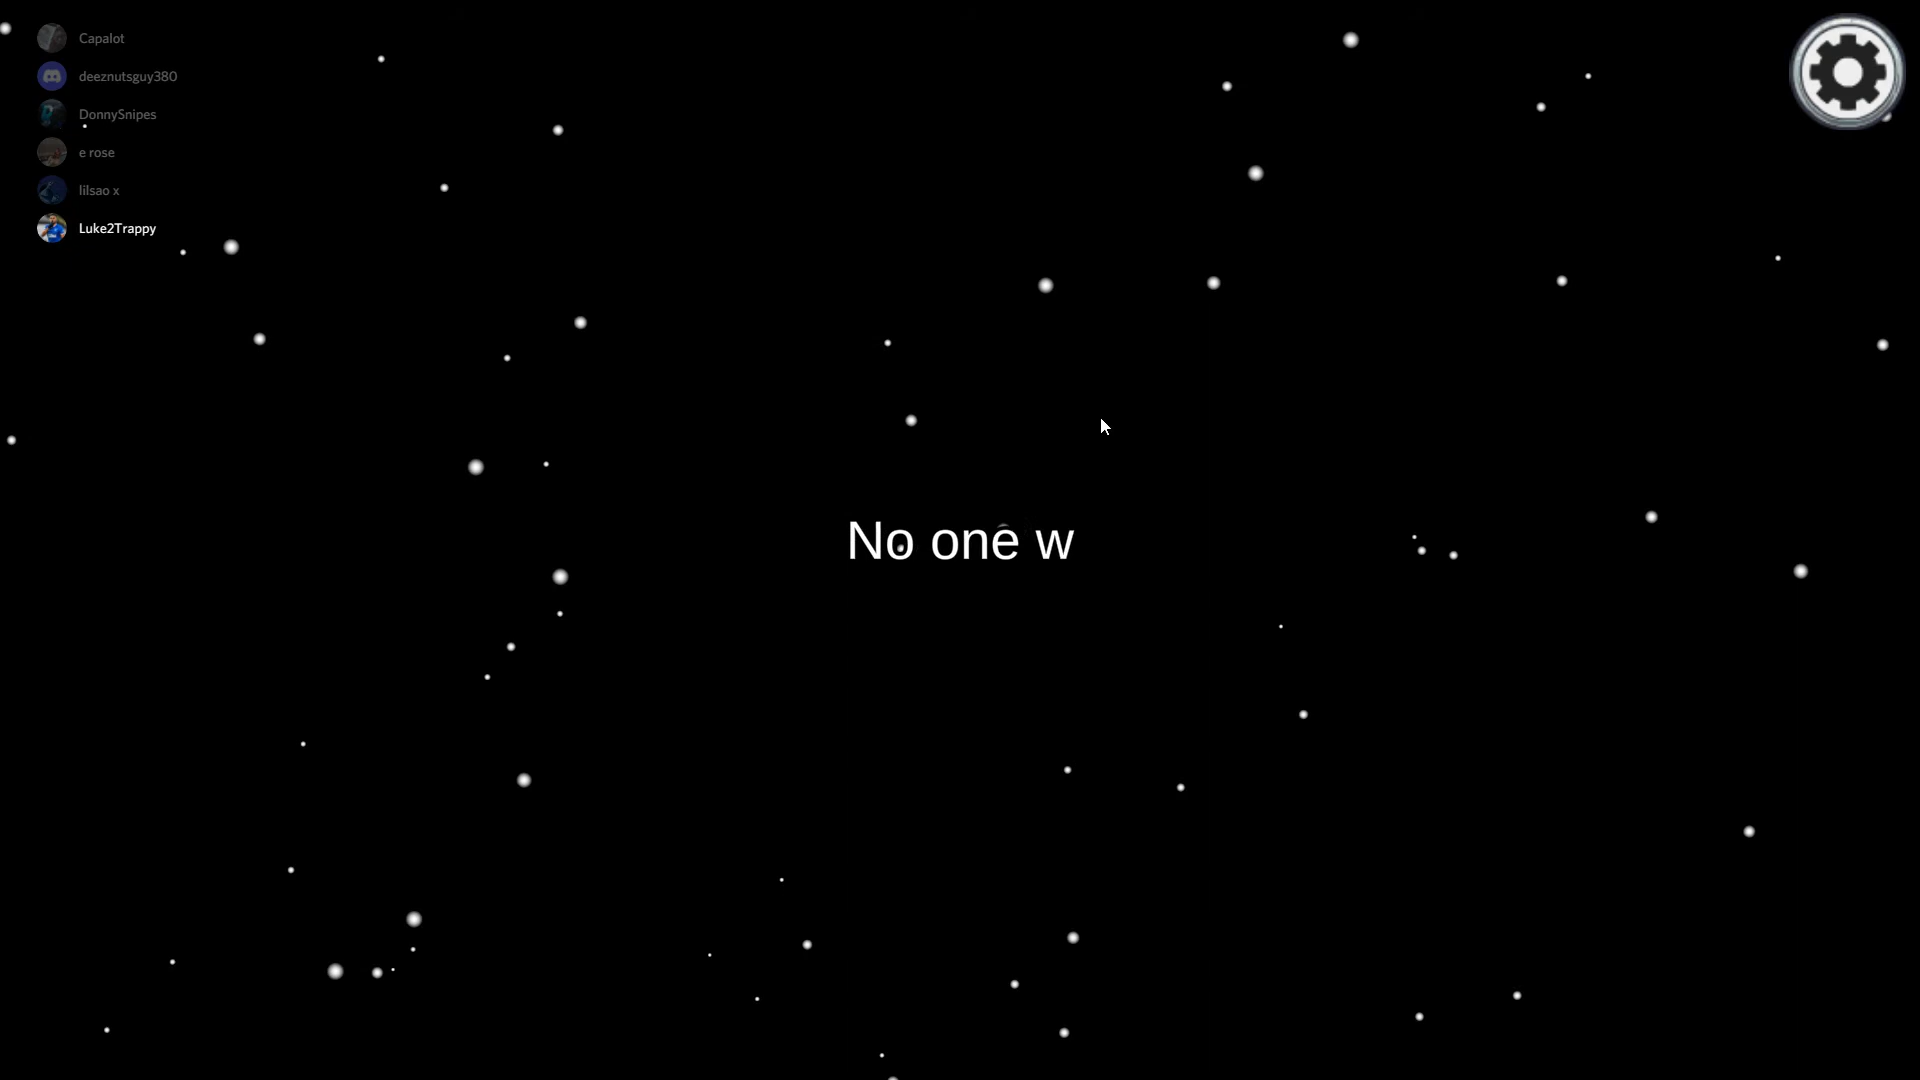 Capalot
deeznutsguy380
DonnySnipes
e rose
lilsao x
Luke2Trappy
No one w